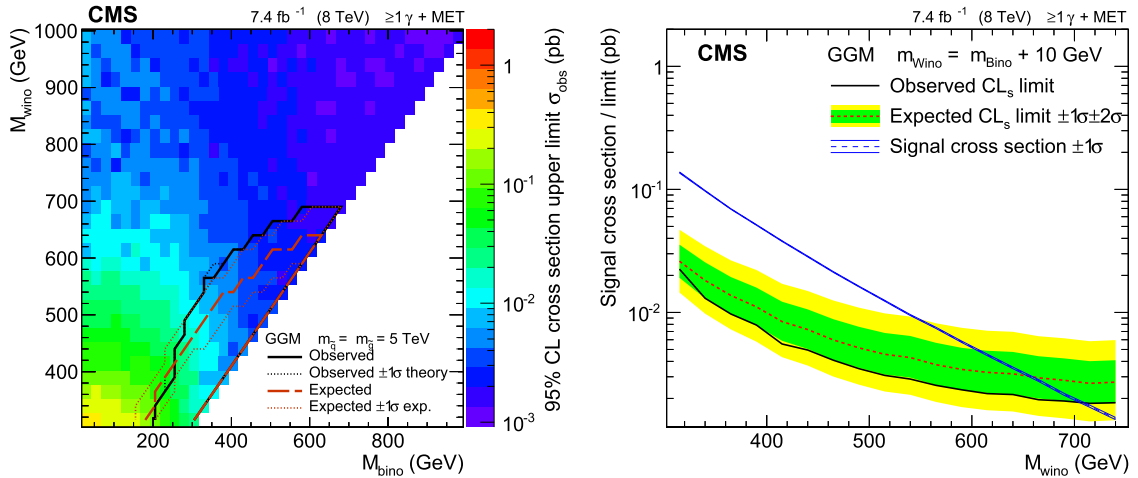 CMS
7.4 fb⁻¹ (8 TeV) ≥1 γ + MET
M_wino (GeV)
1000
900
800
700
600
500
400
200 400 600 800
M_bino (GeV)
GGM m_q̃ = m_g̃ = 5 TeV
Observed
Observed ±1σ theory
Expected
Expected ±1σ exp.
1
10⁻¹
10⁻²
10⁻³
95% CL cross section upper limit σ_obs (pb)
7.4 fb⁻¹ (8 TeV) ≥1 γ + MET
CMS
GGM m_Wino = m_Bino + 10 GeV
Observed CL_s limit
Expected CL_s limit ±1σ±2σ
Signal cross section ±1σ
Signal cross section / limit (pb)
1
10⁻¹
10⁻²
400 500 600 700
M_wino (GeV)